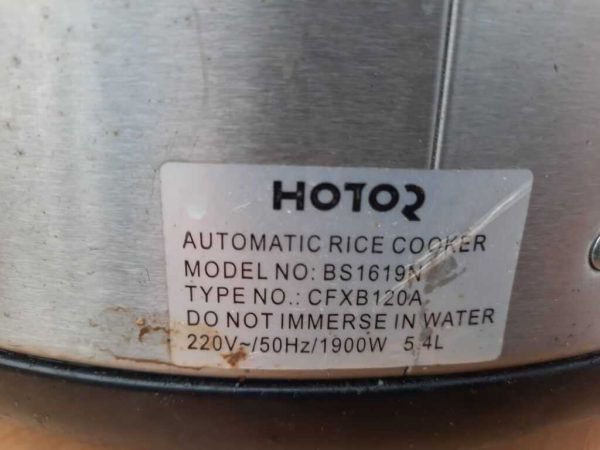 HOTOR
AUTOMATIC RICE COOKER
MODEL NO: BS1619N
TYPE NO.: CFXB120A
DO NOT IMMERSE IN WATER
220V~/50Hz/1900W 5.4L